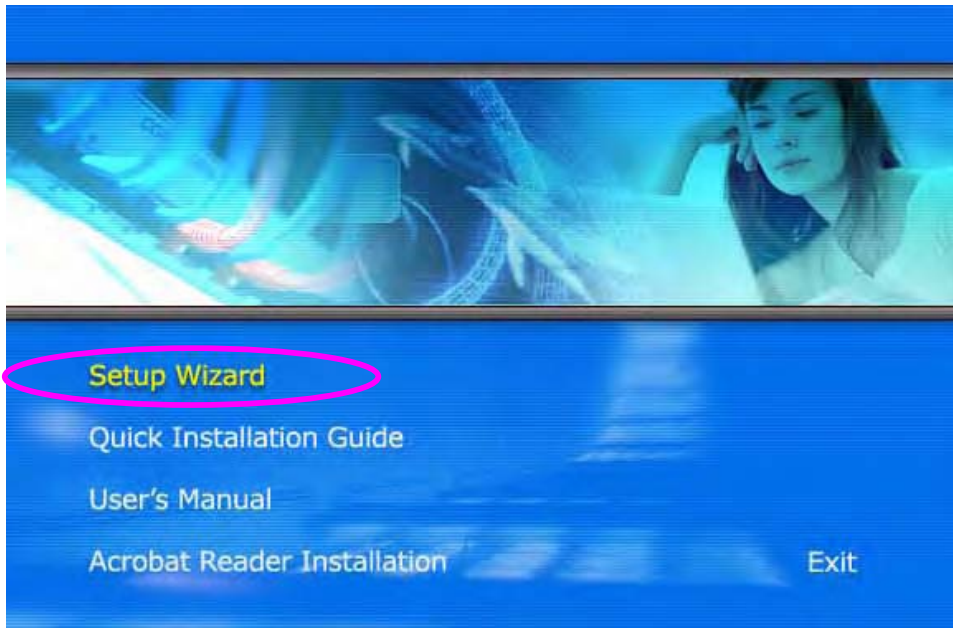 Setup Wizard
Quick Installation Guide
User's Manual
Acrobat Reader Installation
Exit